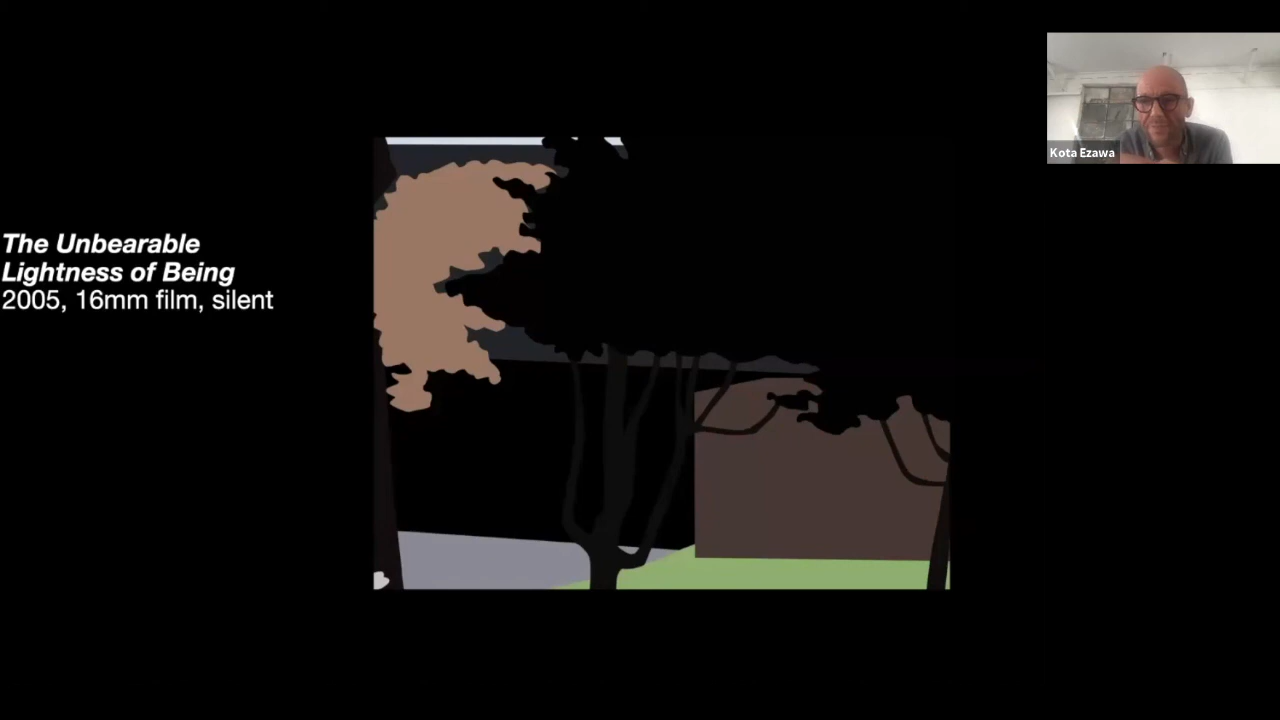 The Unbearable
Lightness of Being
2005, 16mm film, silent
Kota Ezawa